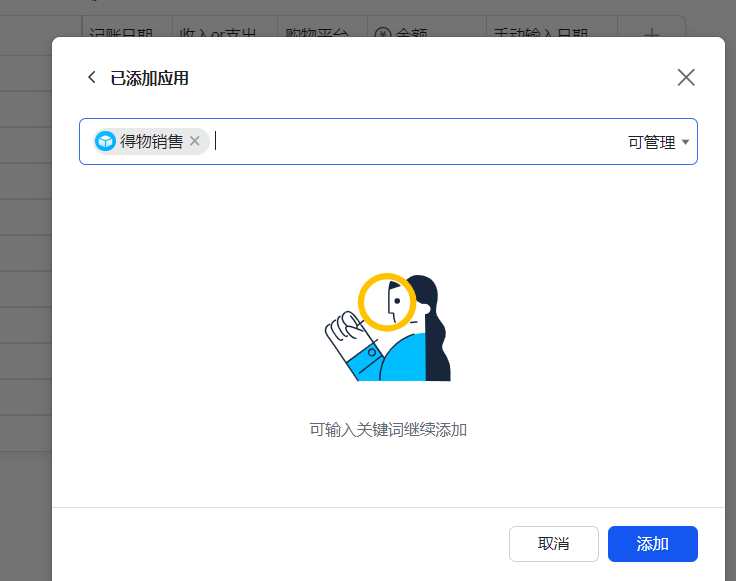 记账日期 收入or支出 购物平台 金额 手动输入日期
已添加应用
得物销售 可管理
可输入关键词继续添加
取消 添加